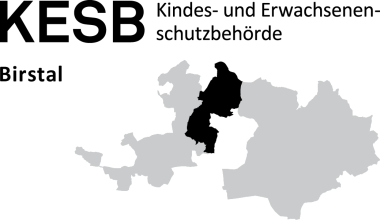 KESB Kindes- und Erwachsenen-
schutzbehörde
Birstal